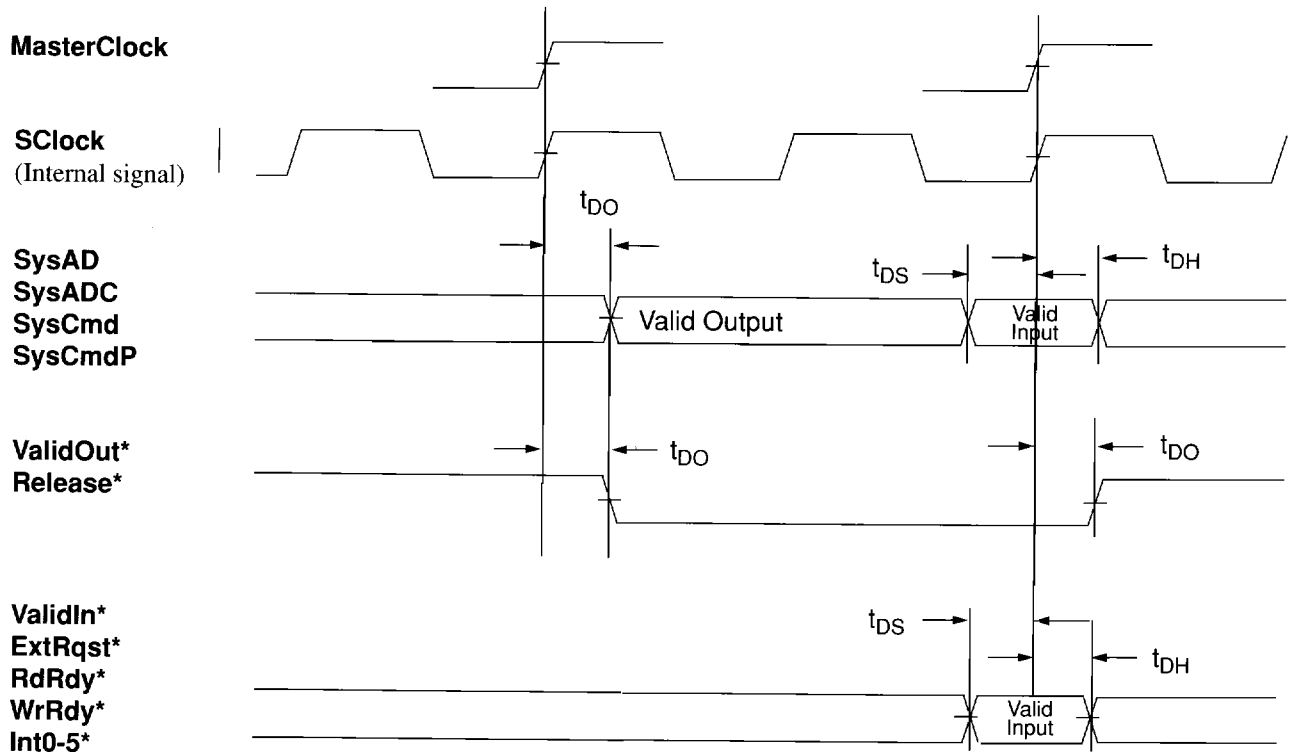 MasterClock
SClock
(Internal signal)
tDO
SysAD
SysADC
SysCmd
SysCmdP
tDS
tDH
Valid Output
Valid
Input
ValidOut*
Release*
tDO
tDO
ValidIn*
ExtRqst*
RdRdy*
WrRdy*
Int0-5*
tDS
tDH
Valid
Input